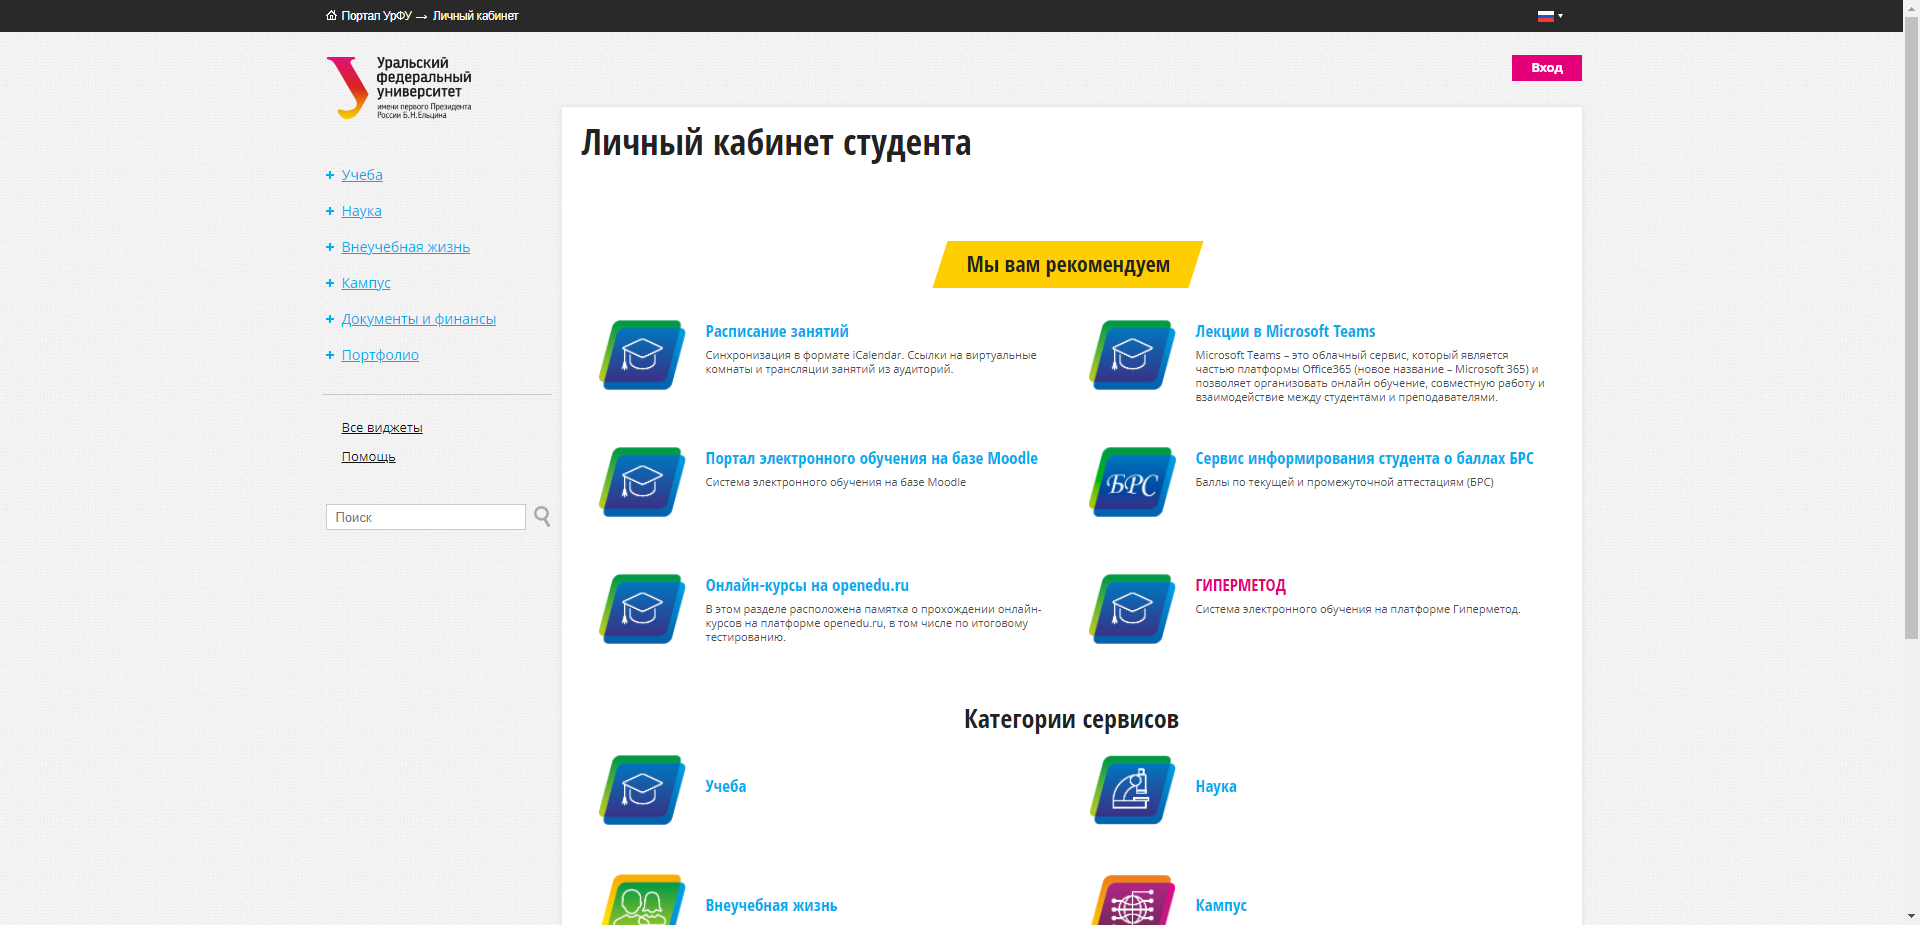 Портал УрФУ → Личный кабинет
Уральский
федеральный
университет
имени первого Президента
России Б.Н.Ельцина
Вход
Учеба
Наука
Внеучебная жизнь
Кампус
Документы и финансы
Портфолио
Все виджеты
Помощь
Поиск
Личный кабинет студента
Мы вам рекомендуем
Расписание занятий
Синхронизация в формате iCalendar. Ссылки на виртуальные
комнаты и трансляции занятий из аудиторий.
Лекции в Microsoft Teams
Microsoft Teams – это облачный сервис, который является
частью платформы Office365 (новое название – Microsoft 365) и
позволяет организовать онлайн обучение, совместную работу и
взаимодействие между студентами и преподавателями.
Портал электронного обучения на базе Moodle
Система электронного обучения на базе Moodle
БРС
Сервис информирования студента о баллах БРС
Баллы по текущей и промежуточной аттестациям (БРС)
Онлайн-курсы на openedu.ru
В этом разделе расположена памятка о прохождении онлайн-
курсов на платформе openedu.ru, в том числе по итоговому
тестированию.
ГИПЕРМЕТОД
Система электронного обучения на платформе Гиперметод.
Категории сервисов
Учеба
Наука
Внеучебная жизнь
Кампус